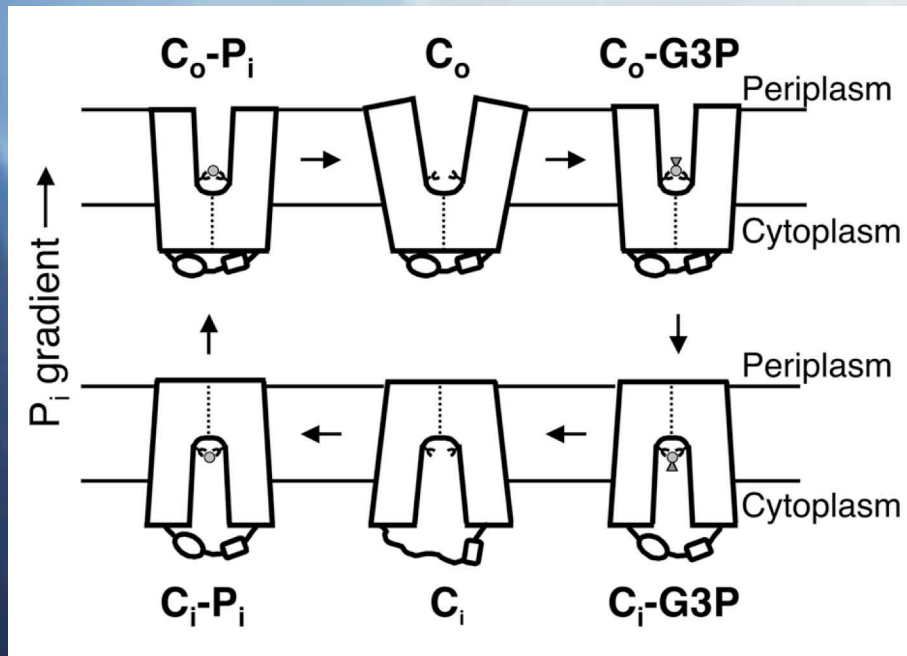 Co-Pi
Co
Co-G3P
Periplasm
Cytoplasm
Pi gradient
Periplasm
Cytoplasm
Ci-Pi
Ci
Ci-G3P